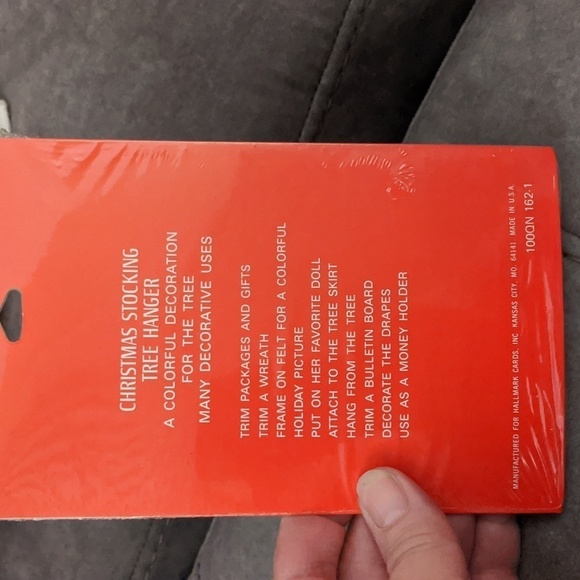 CHRISTMAS STOCKING
TREE HANGER
A COLORFUL DECORATION
FOR THE TREE
MANY DECORATIVE USES
TRIM PACKAGES AND GIFTS
TRIM A WREATH
FRAME ON FELT FOR A COLORFUL
HOLIDAY PICTURE
PUT ON HER FAVORITE DOLL
ATTACH TO THE TREE SKIRT
HANG FROM THE TREE
TRIM A BULLETIN BOARD
DECORATE THE DRAPES
USE AS A MONEY HOLDER
MANUFACTURED FOR HALLMARK CARDS, INC. KANSAS CITY, MO. 64141 MADE IN U.S.A.
100QN 162-1